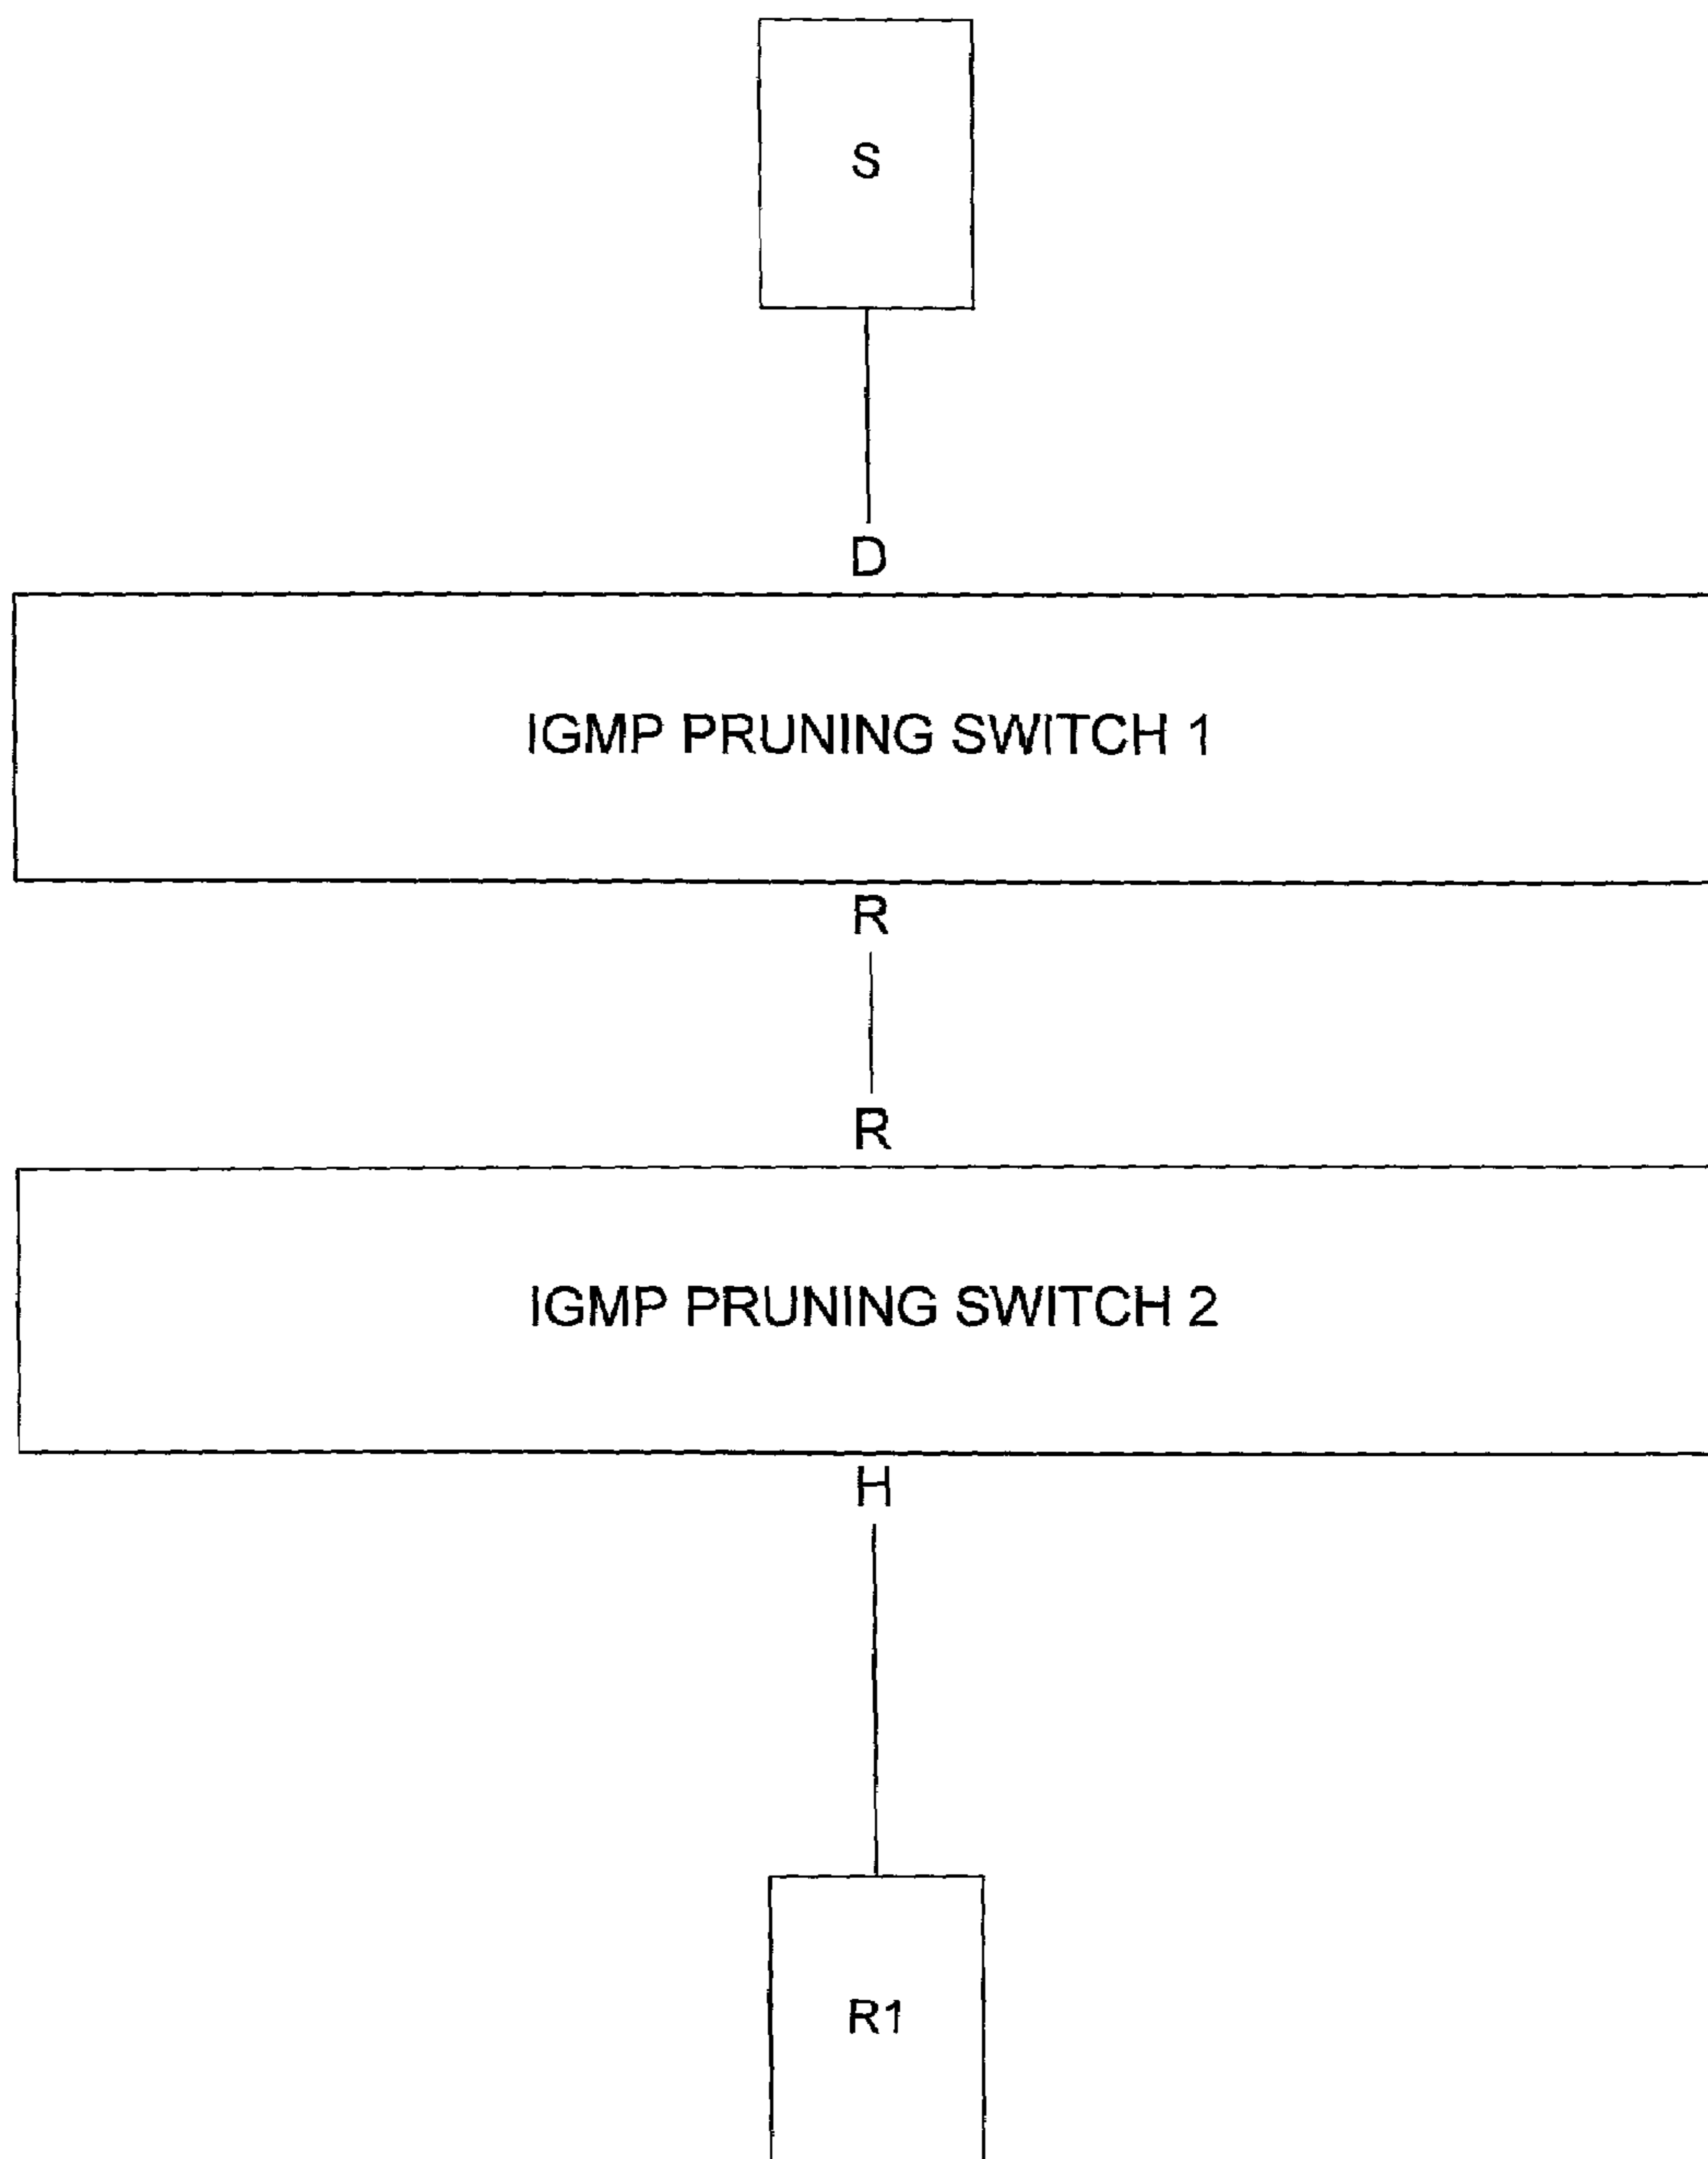 S
D
IGMP PRUNING SWITCH 1
R
R
IGMP PRUNING SWITCH 2
H
R1